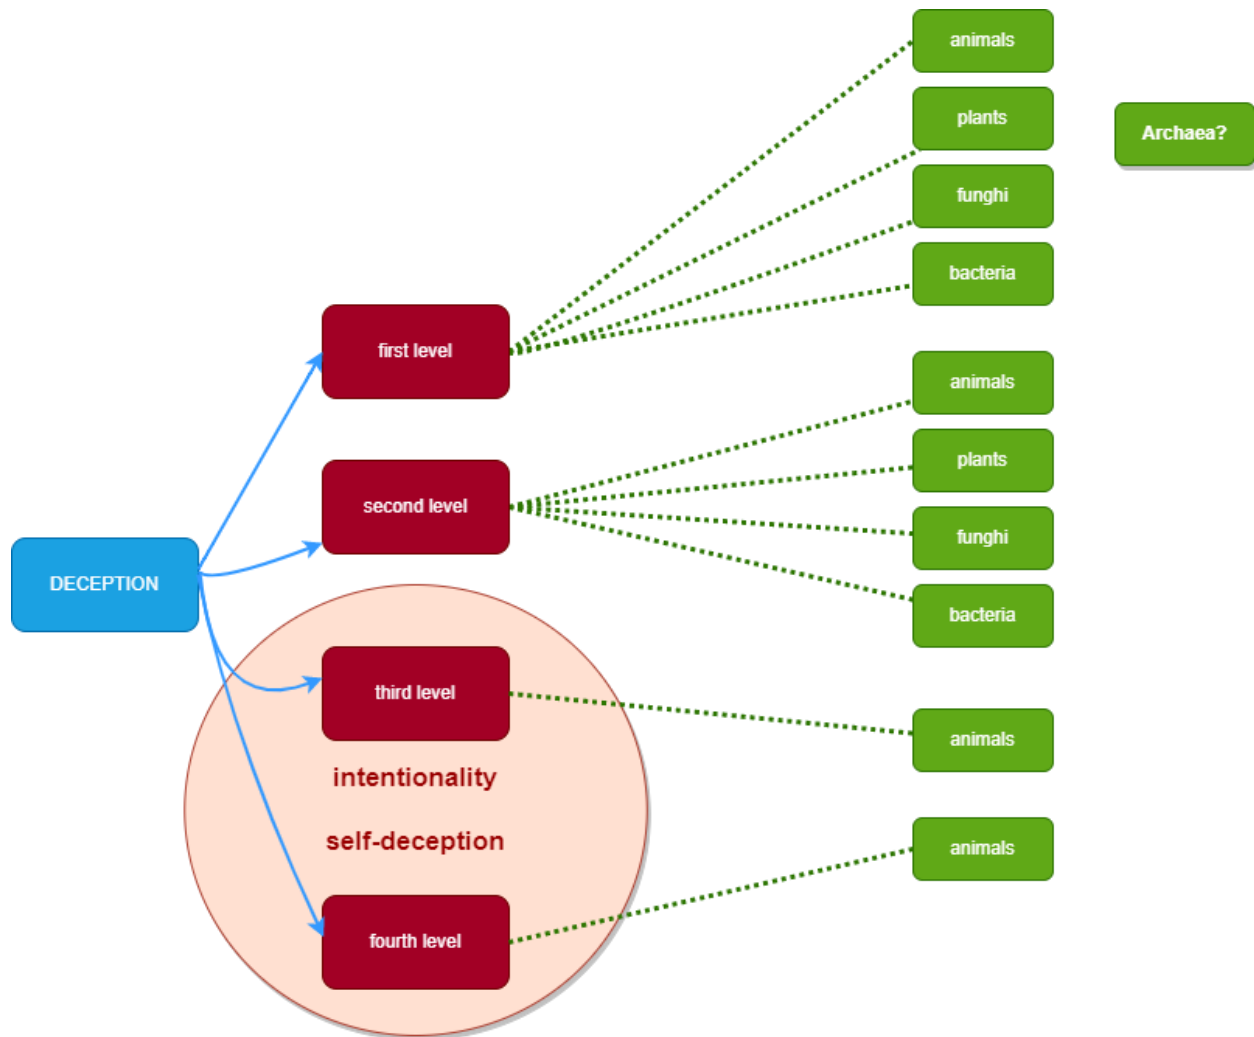 animals
plants
Archaea?
funghi
bacteria
first level
animals
second level
plants
funghi
DECEPTION
bacteria
third level
animals
intentionality
self-deception
animals
fourth level